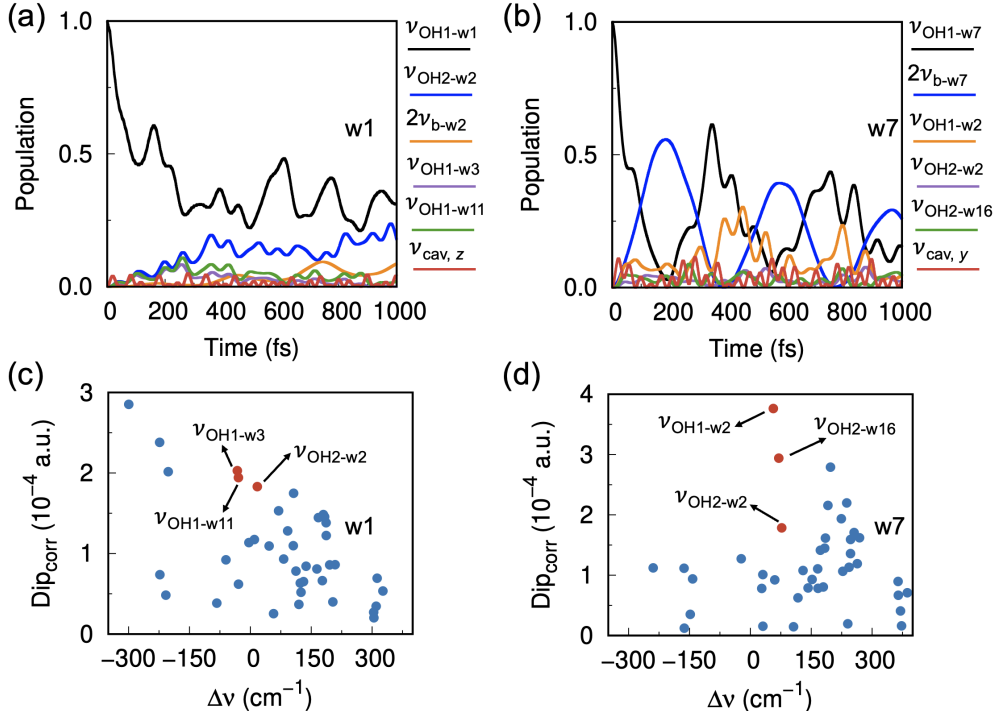 (a)
1.0
0.5
0.0
Population
0 200 400 600 800 1000
Time (fs)
w1
νOH1-w1
νOH2-w2
2νb-w2
νOH1-w3
νOH1-w11
νcav, z
(b)
1.0
0.5
0.0
Population
0 200 400 600 800 1000
Time (fs)
w7
νOH1-w7
2νb-w7
νOH1-w2
νOH2-w2
νOH2-w16
νcav, y
(c)
3
2
1
0
Dipcorr (10−4 a.u.)
−300 −150 0 150 300
Δν (cm−1)
νOH1-w3
νOH2-w2
νOH1-w11
w1
(d)
4
3
2
1
0
Dipcorr (10−4 a.u.)
−300 −150 0 150 300
Δν (cm−1)
νOH1-w2
νOH2-w16
νOH2-w2
w7